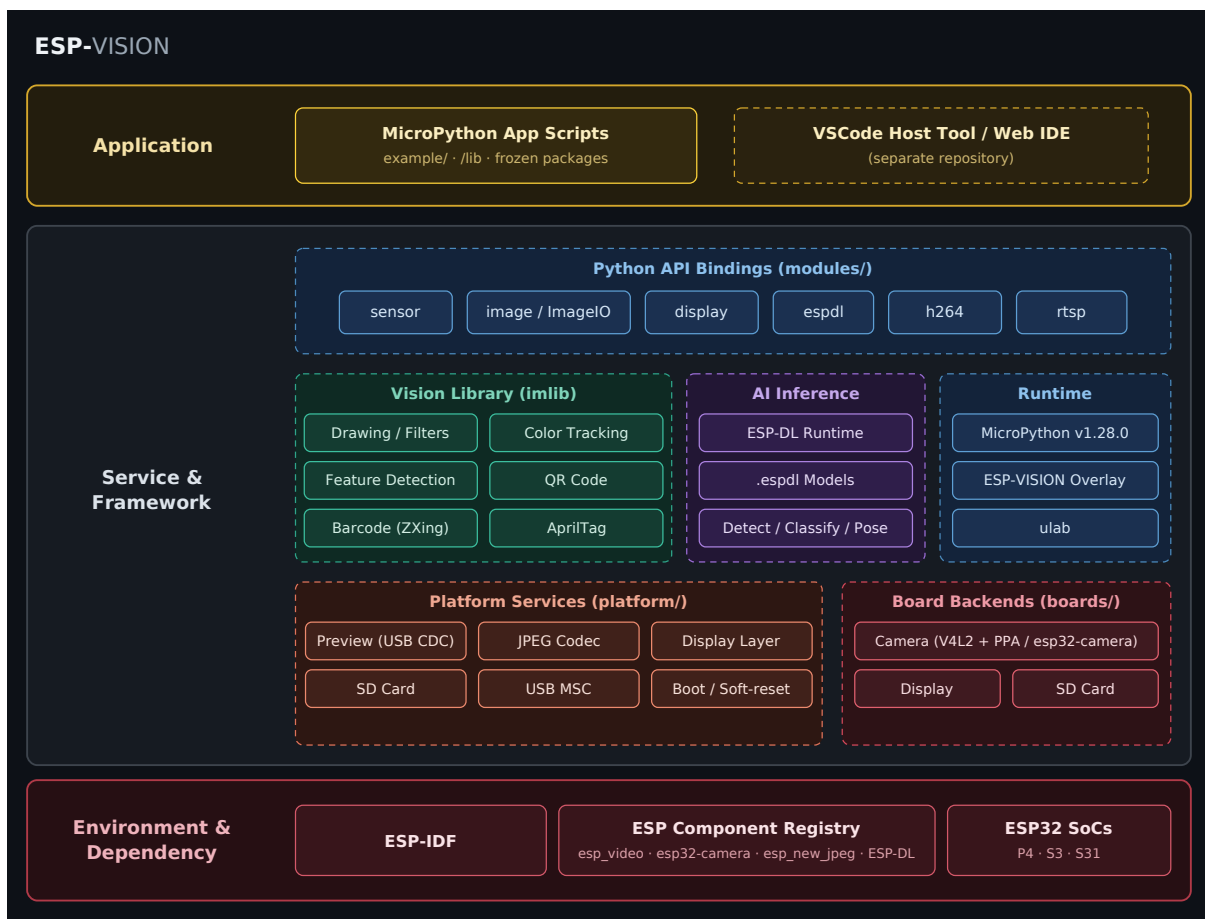 ESP-VISION
Application
MicroPython App Scripts
example/ · /lib · frozen packages
VSCode Host Tool / Web IDE
(separate repository)
Service &
Framework
Python API Bindings (modules/)
sensor
image / ImageIO
display
espdl
h264
rtsp
Vision Library (imlib)
Drawing / Filters
Color Tracking
Feature Detection
QR Code
Barcode (ZXing)
AprilTag
AI Inference
ESP-DL Runtime
.espdl Models
Detect / Classify / Pose
Runtime
MicroPython v1.28.0
ESP-VISION Overlay
ulab
Platform Services (platform/)
Preview (USB CDC)
JPEG Codec
Display Layer
SD Card
USB MSC
Boot / Soft-reset
Board Backends (boards/)
Camera (V4L2 + PPA / esp32-camera)
Display
SD Card
Environment &
Dependency
ESP-IDF
ESP Component Registry
esp_video · esp32-camera · esp_new_jpeg · ESP-DL
ESP32 SoCs
P4 · S3 · S31